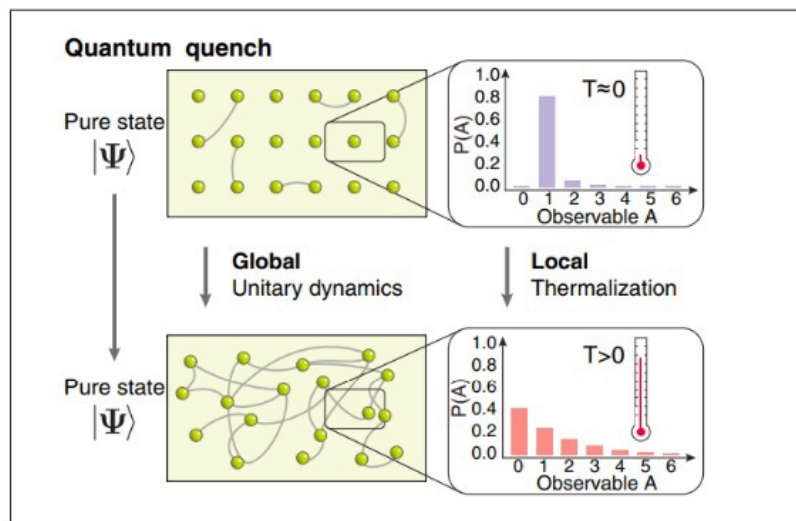 Quantum quench
Pure state
|Ψ⟩
P(A)
1.0
0.8
0.6
0.4
0.2
0.0
0 1 2 3 4 5 6
Observable A
T≈0
Global
Unitary dynamics
Local
Thermalization
Pure state
|Ψ⟩
P(A)
1.0
0.8
0.6
0.4
0.2
0.0
0 1 2 3 4 5 6
Observable A
T>0